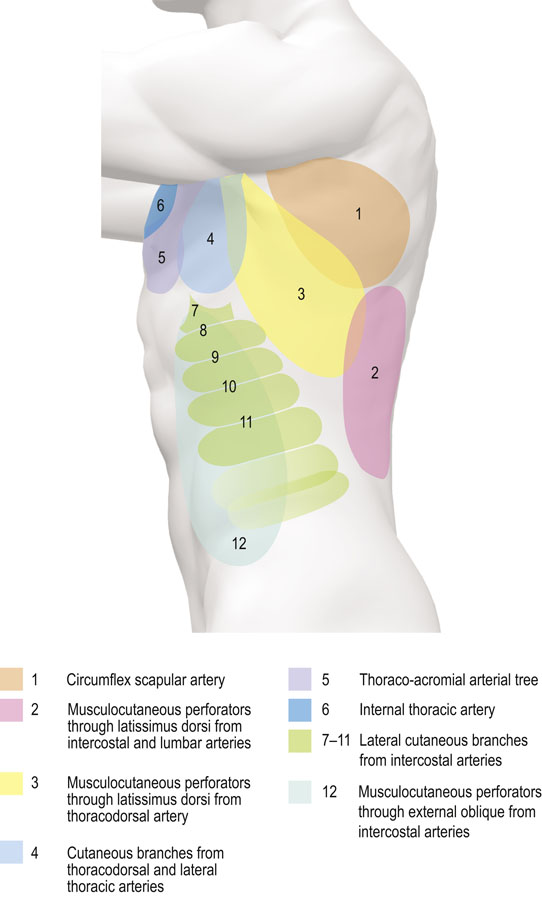 1
6
4
5
3
7
8
2
9
10
11
12
1 Circumflex scapular artery
2 Musculocutaneous perforators
through latissimus dorsi from
intercostal and lumbar arteries
3 Musculocutaneous perforators
through latissimus dorsi from
thoracodorsal artery
4 Cutaneous branches from
thoracodorsal and lateral
thoracic arteries
5 Thoraco-acromial arterial tree
6 Internal thoracic artery
7–11 Lateral cutaneous branches
from intercostal arteries
12 Musculocutaneous perforators
through external oblique from
intercostal arteries